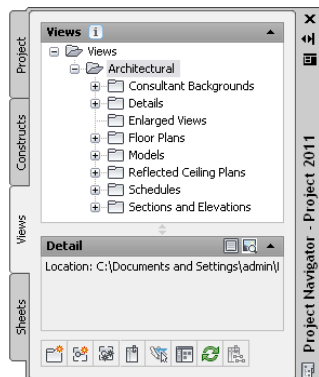 Project
Constructs
Views
Sheets
Views
Views
Architectural
Consultant Backgrounds
Details
Enlarged Views
Floor Plans
Models
Reflected Ceiling Plans
Schedules
Sections and Elevations
Detail
Location: C:\Documents and Settings\admin\
Project Navigator - Project 2011